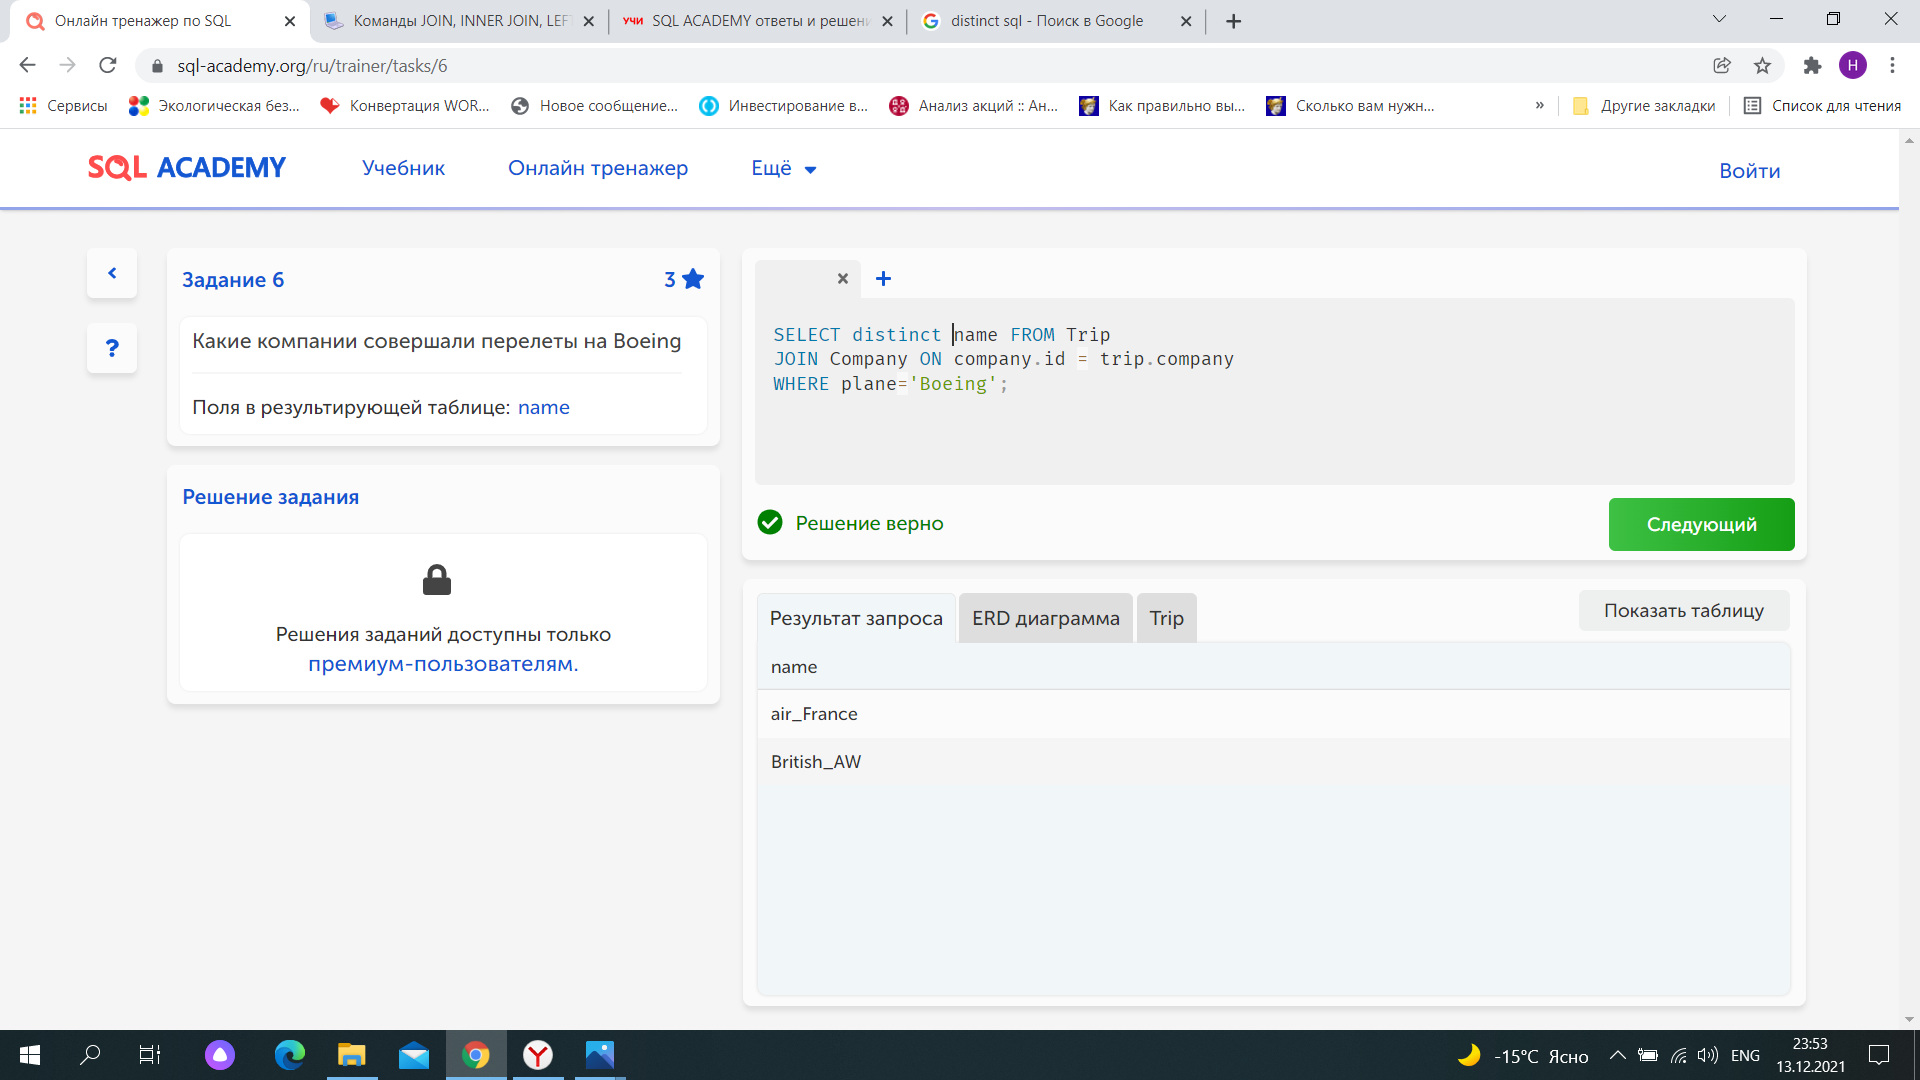 Онлайн тренажер по SQL
Команды JOIN, INNER JOIN, LEF
УЧИ SQL ACADEMY ответы и решени
distinct sql - Поиск в Google
sql-academy.org/ru/trainer/tasks/6
Н
Сервисы
Экологическая без...
Конвертация WOR...
Новое сообщение...
Инвестирование в...
Анализ акций :: Ан...
Как правильно вы...
Сколько вам нужн...
»
Другие закладки
Список для чтения
SQL ACADEMY
Учебник
Онлайн тренажер
Ещё
Войти
Задание 6
3
?
Какие компании совершали перелеты на Boeing
Поля в результирующей таблице: name
Решение задания
Решения заданий доступны только
премиум-пользователям.
SELECT distinct name FROM Trip
JOIN Company ON company.id = trip.company
WHERE plane='Boeing';
Решение верно
Следующий
Результат запроса
ERD диаграмма
Trip
Показать таблицу
name
air_France
British_AW
-15°C Ясно
ENG
23:53
13.12.2021